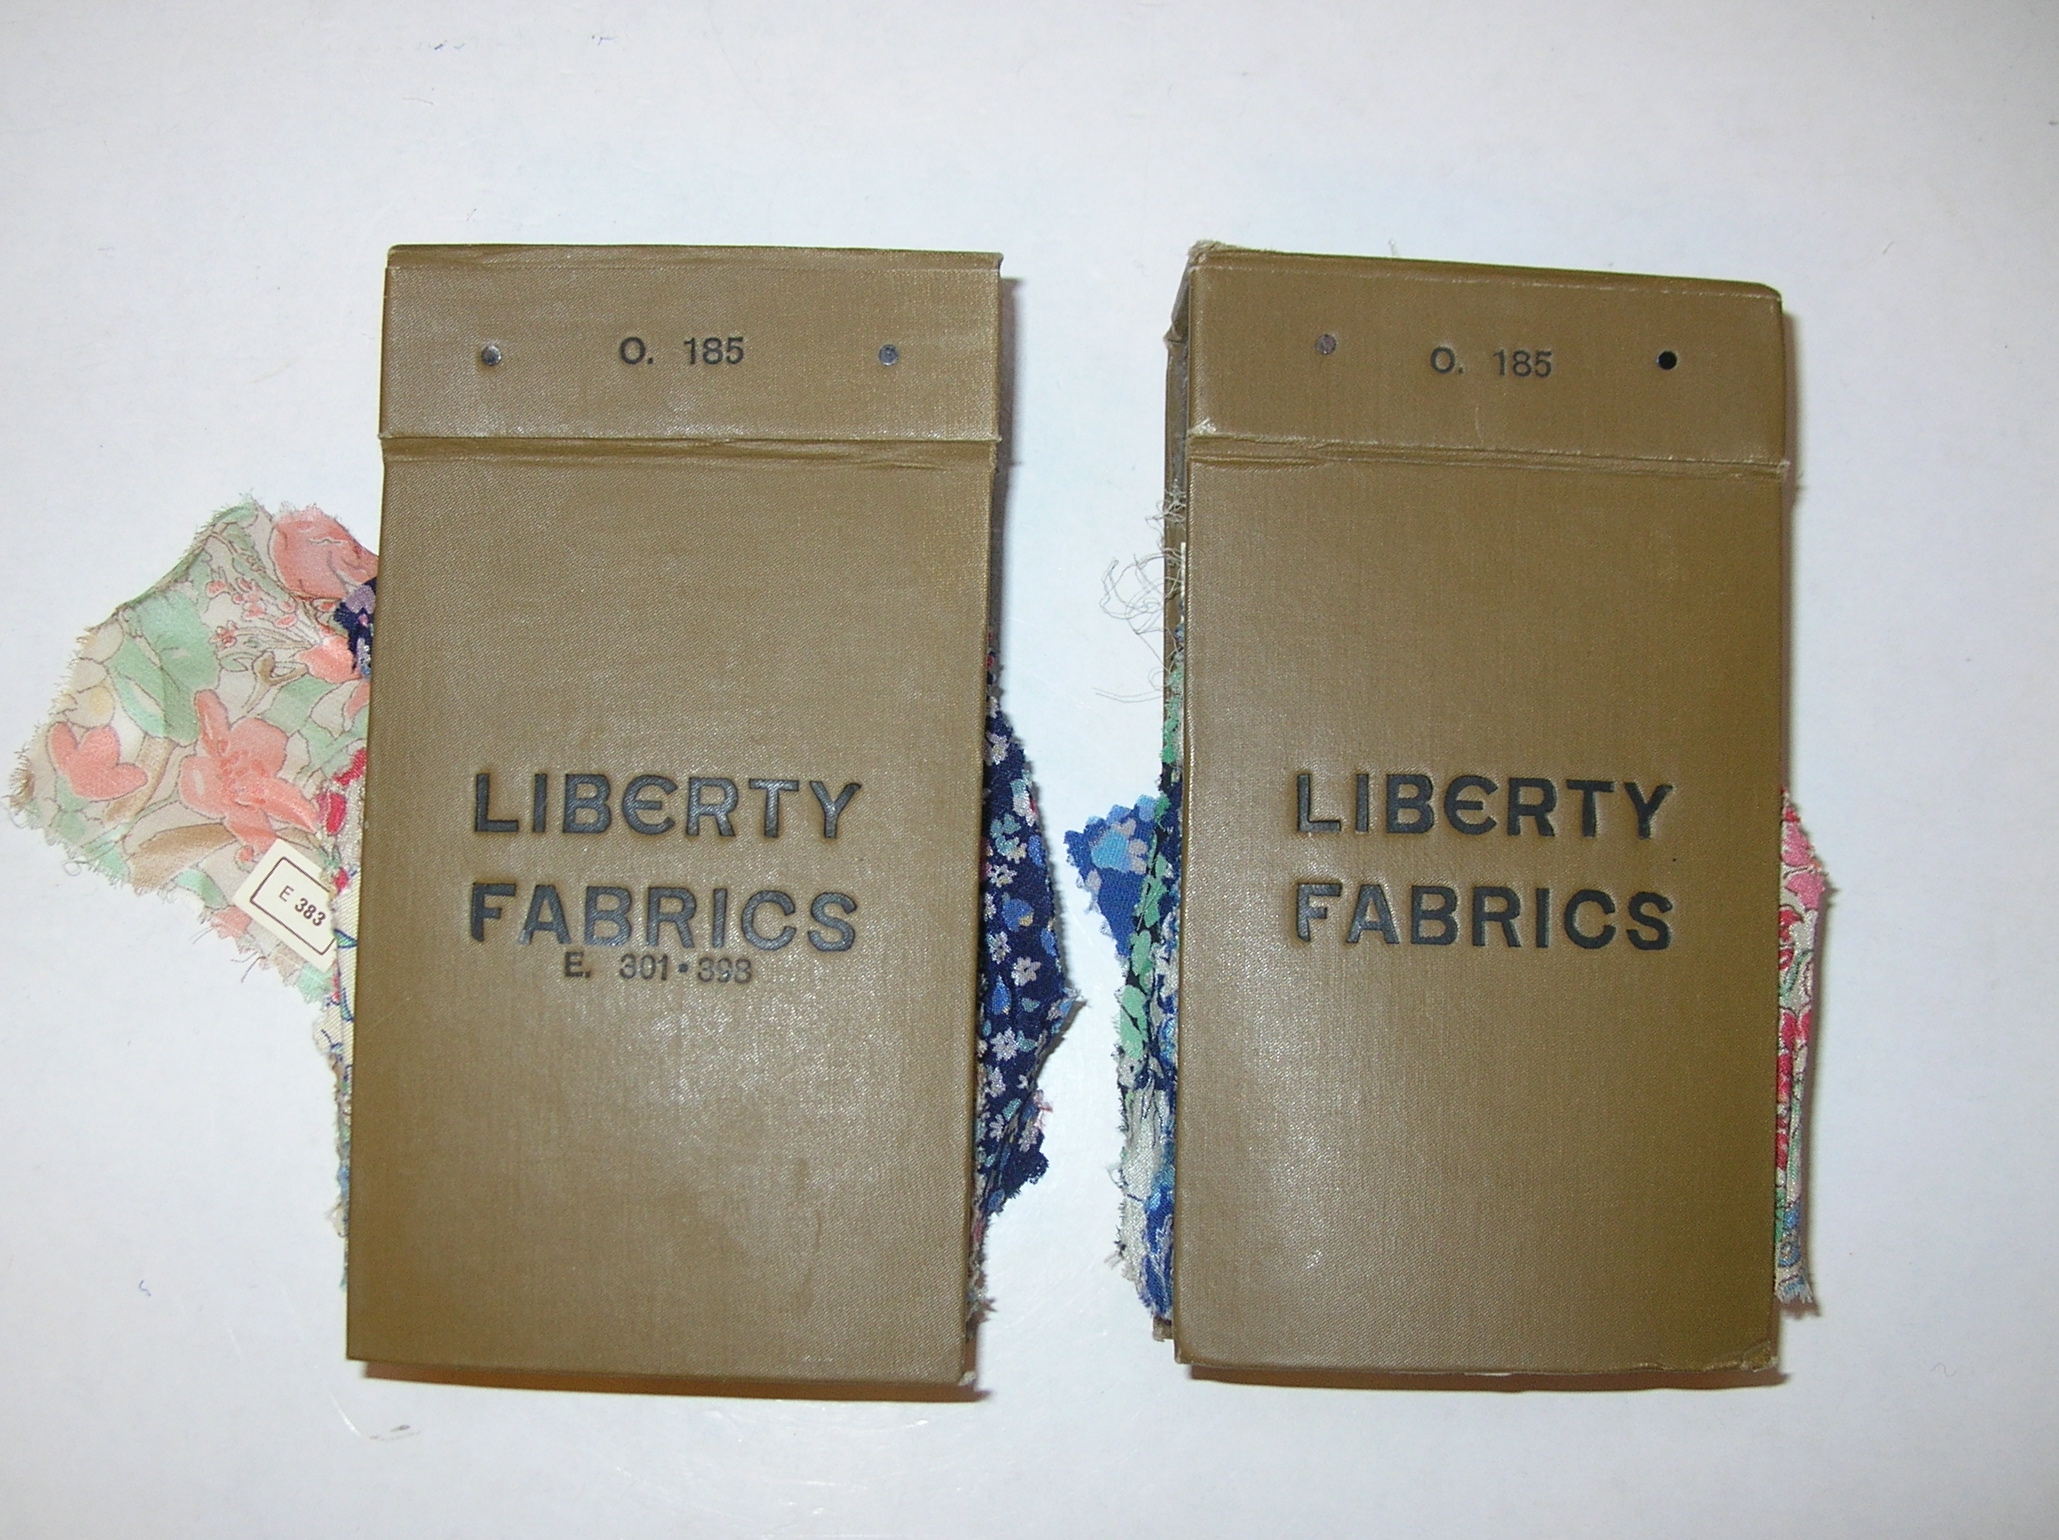 O. 185
LIBERTY
FABRICS
E. 301•398
E 383
O. 185
LIBERTY
FABRICS